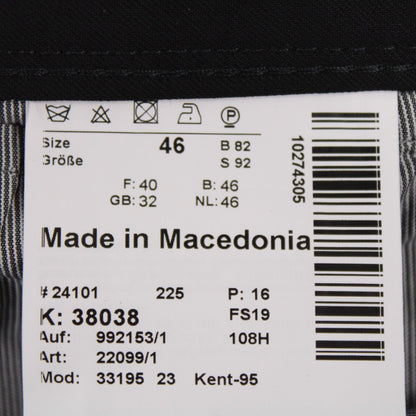 P
Size 46 B 82
Größe S 92
F: 40 B: 46
GB: 32 NL: 46
Made in Macedonia
# 24101 225 P: 16
K: 38038 FS19
Auf: 992153/1 108H
Art: 22099/1
Mod: 33195 23 Kent-95
10274305